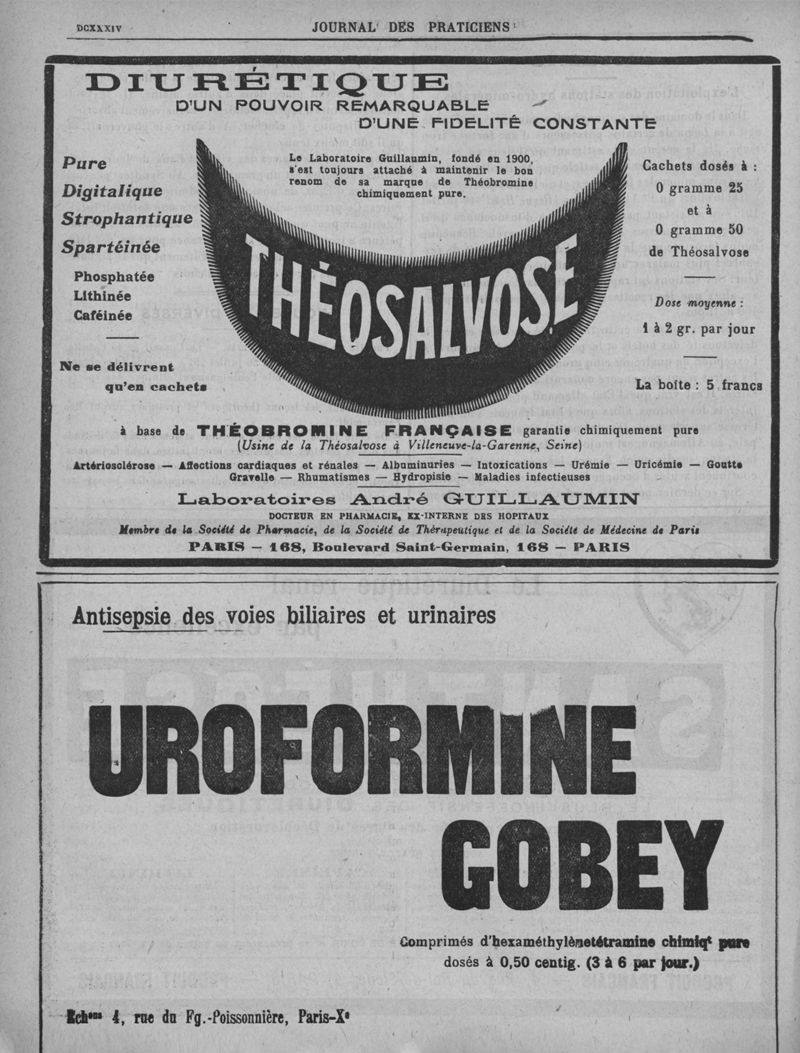 DCXXXIV
JOURNAL DES PRATICIENS
DIURÉTIQUE
D'UN POUVOIR REMARQUABLE
D'UNE FIDELITÉ CONSTANTE
Pure
Digitalique
Strophantique
Spartéinée
Phosphatée
Lithinée
Caféinée
Ne se délivrent
qu'en cachets
Le Laboratoire Guillaumin, fondé en 1900,
s'est toujours attaché à maintenir le bon
renom de sa marque de Théobromine
chimiquement pure.
THÉOSALVOSE
Cachets dosés à :
0 gramme 25
et à
0 gramme 50
de Théosalvose
Dose moyenne :
1 à 2 gr. par jour
La boîte : 5 francs
à base de THÉOBROMINE FRANÇAISE garantie chimiquement pure
(Usine de la Théosalvose à Villeneuve-la-Garenne, Seine)
Artériosclérose — Affections cardiaques et rénales — Albuminuries — Intoxications — Urémie — Uricémie — Goutte
Gravelle — Rhumatismes — Hydropisie — Maladies infectieuses
Laboratoires André GUILLAUMIN
DOCTEUR EN PHARMACIE, EX-INTERNE DES HOPITAUX
Membre de la Société de Pharmacie, de la Société de Thérapeutique et de la Société de Médecine de Paris
PARIS — 168, Boulevard Saint-Germain, 168 — PARIS
Antisepsie des voies biliaires et urinaires
UROFORMINE
GOBEY
Comprimés d'hexaméthylènetétramine chimiqt pure
dosés à 0,50 centig. (3 à 6 par jour.)
Echons 4, rue du Fg.-Poissonnière, Paris-Xe